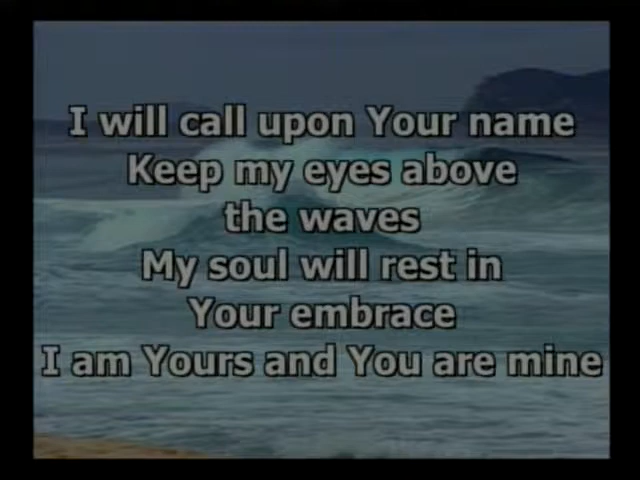 I will call upon Your name
Keep my eyes above
the waves
My soul will rest in
Your embrace
I am Yours and You are mine